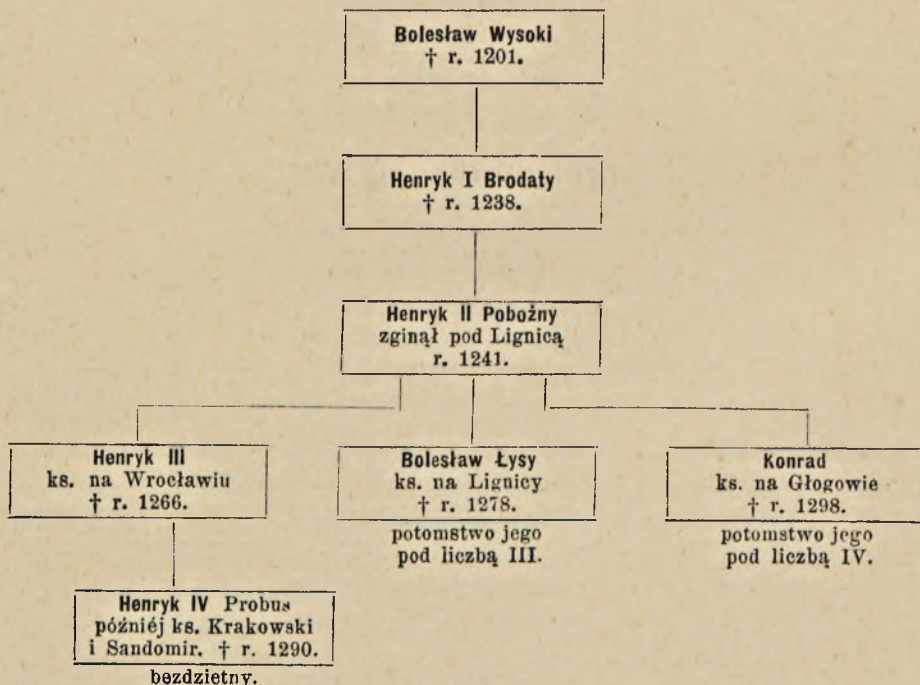 Bolesław Wysoki
† r. 1201.
Henryk I Brodaty
† r. 1238.
Henryk II Pobożny
zginął pod Lignicą
r. 1241.
Henryk III
ks. na Wrocławiu
† r. 1266.
Bolesław Łysy
ks. na Lignicy
† r. 1278.
potomstwo jego
pod liczbą III.
Konrad
ks. na Głogowie
† r. 1298.
potomstwo jego
pod liczbą IV.
Henryk IV Probus
późniéj ks. Krakowski
i Sandomir. † r. 1290.
bezdzietny.